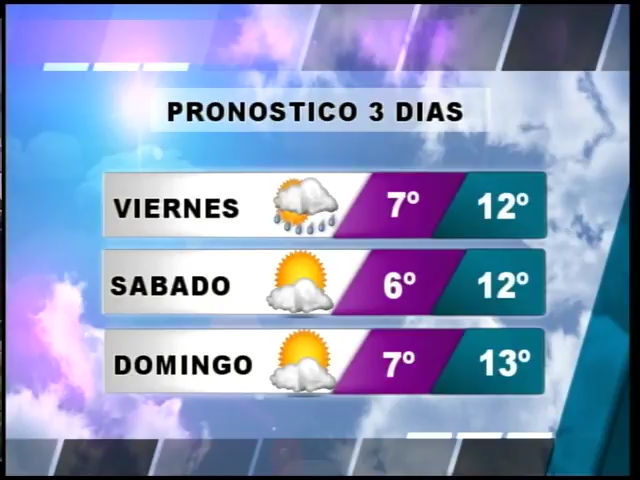 PRONOSTICO 3 DIAS
VIERNES 7º 12º
SABADO 6º 12º
DOMINGO 7º 13º